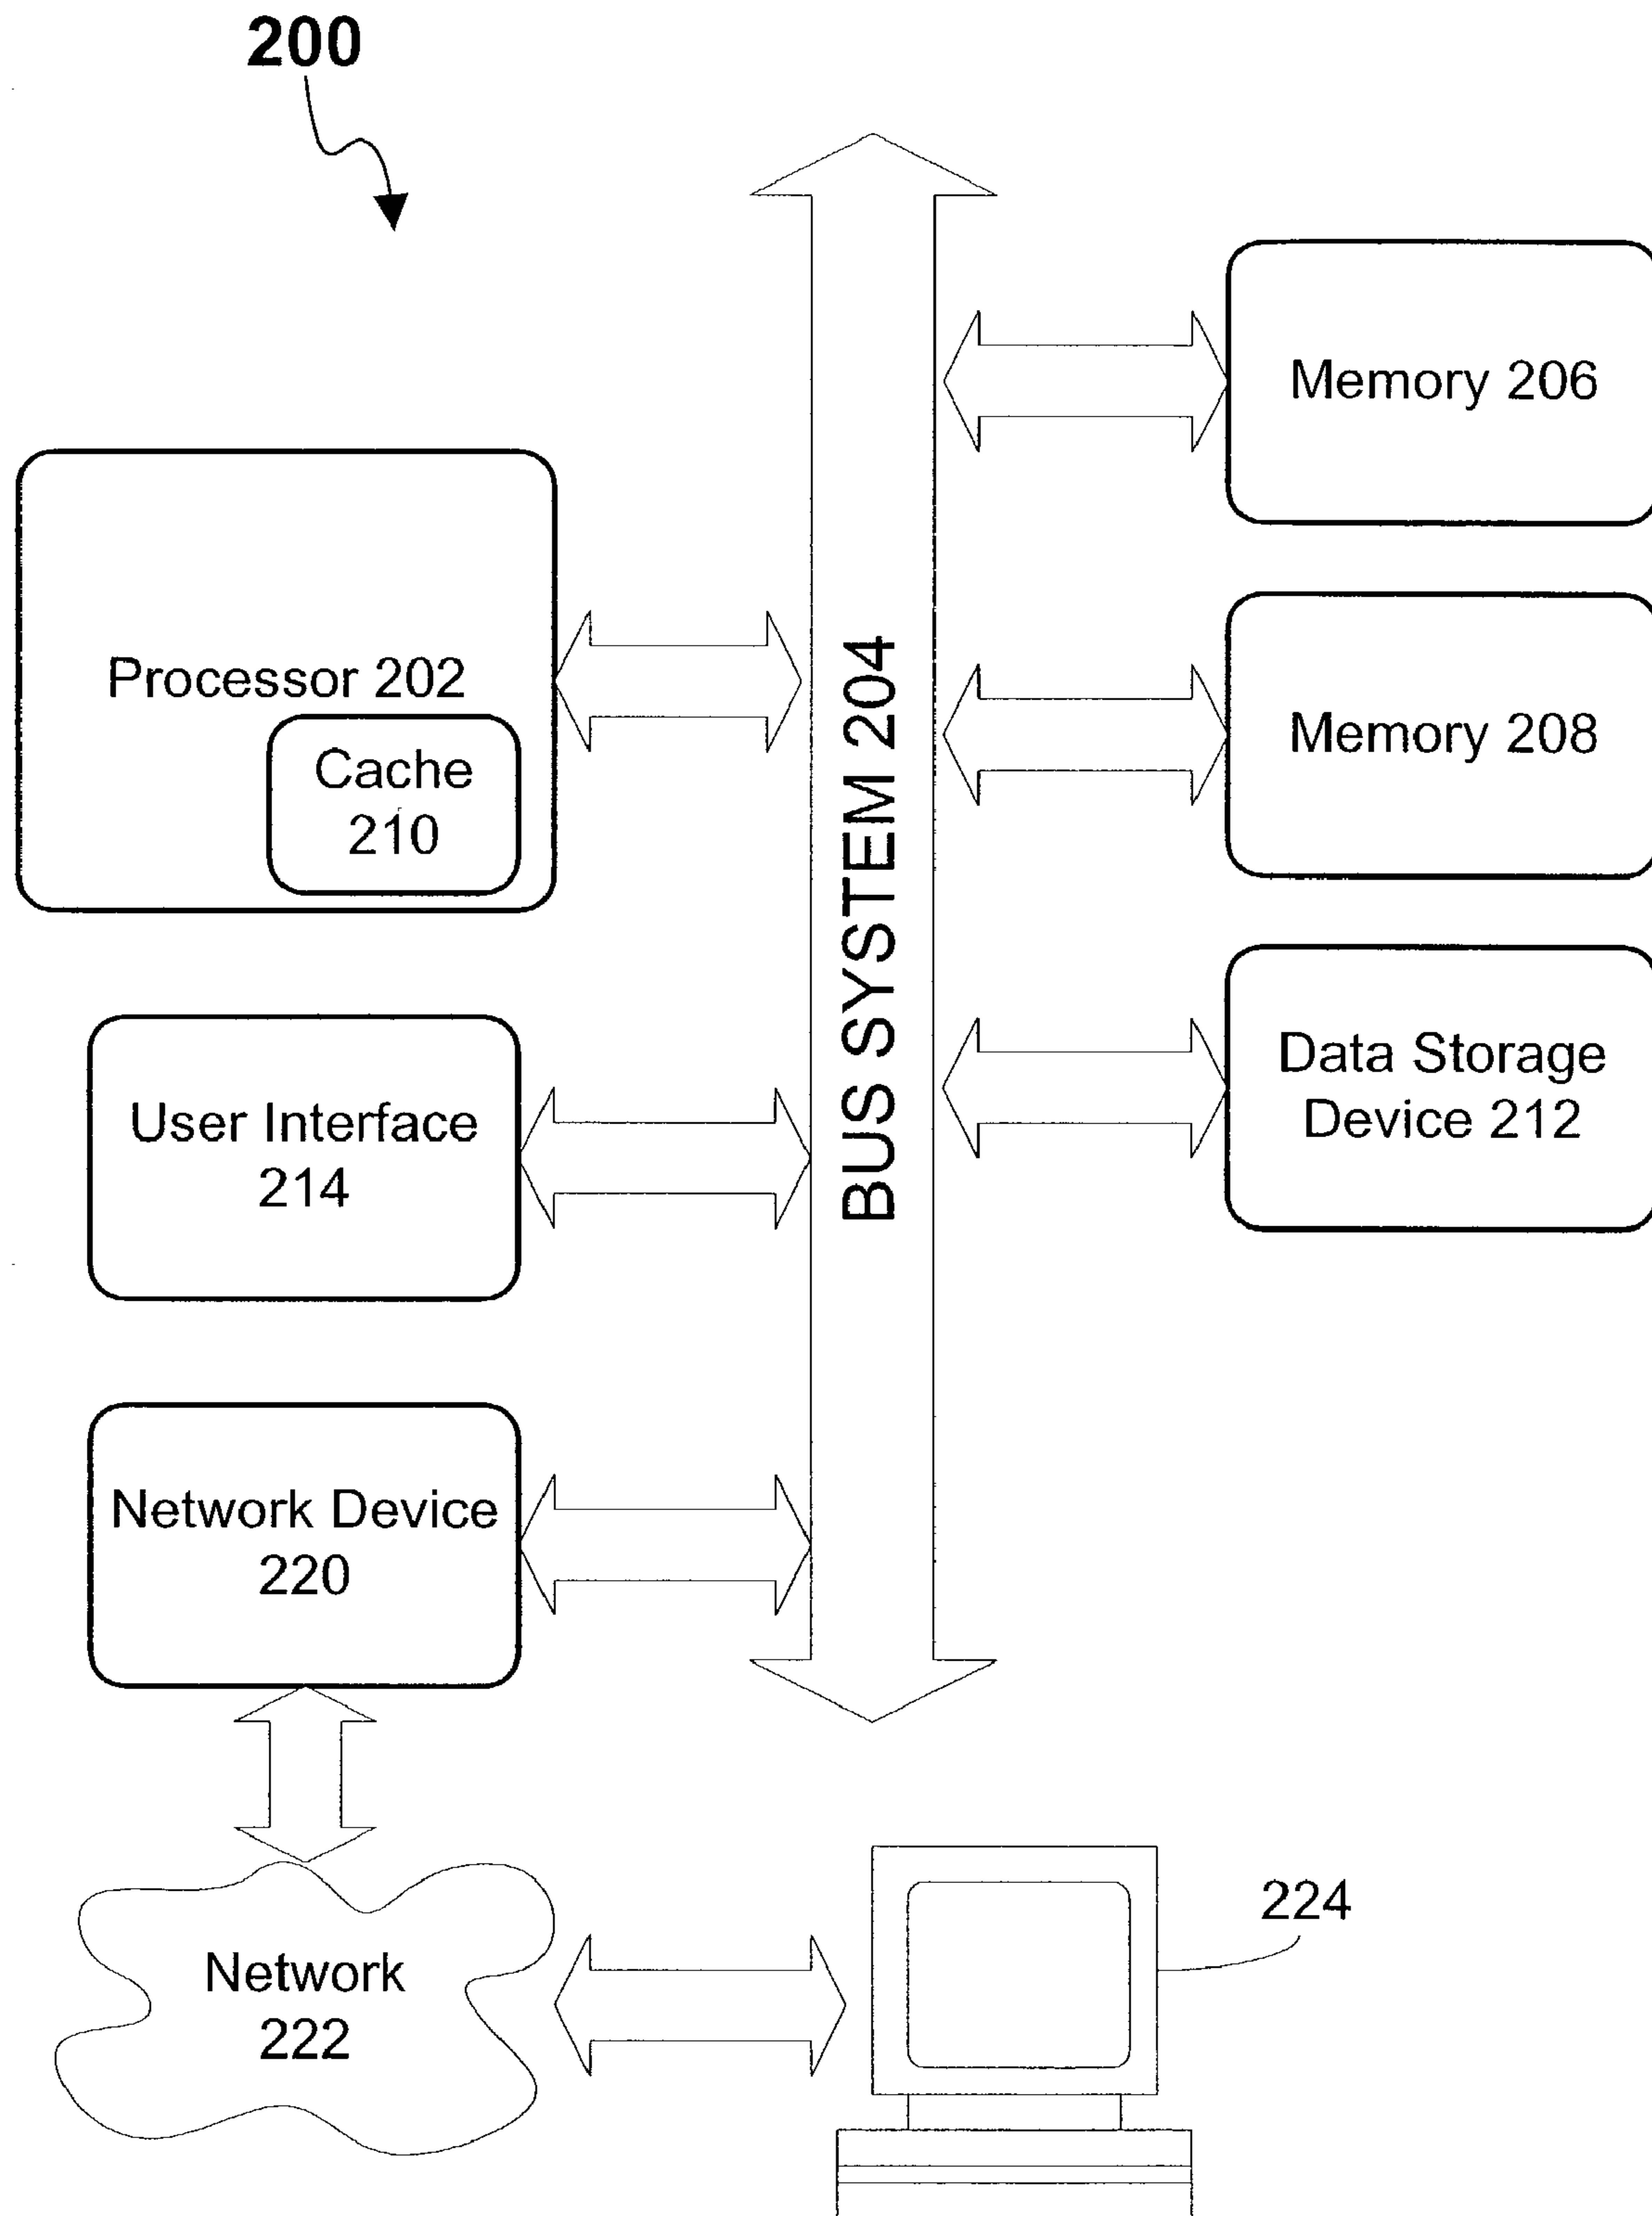 200
Processor 202
Cache
210
User Interface
214
Network Device
220
Network
222
BUS SYSTEM 204
Memory 206
Memory 208
Data Storage
Device 212
224